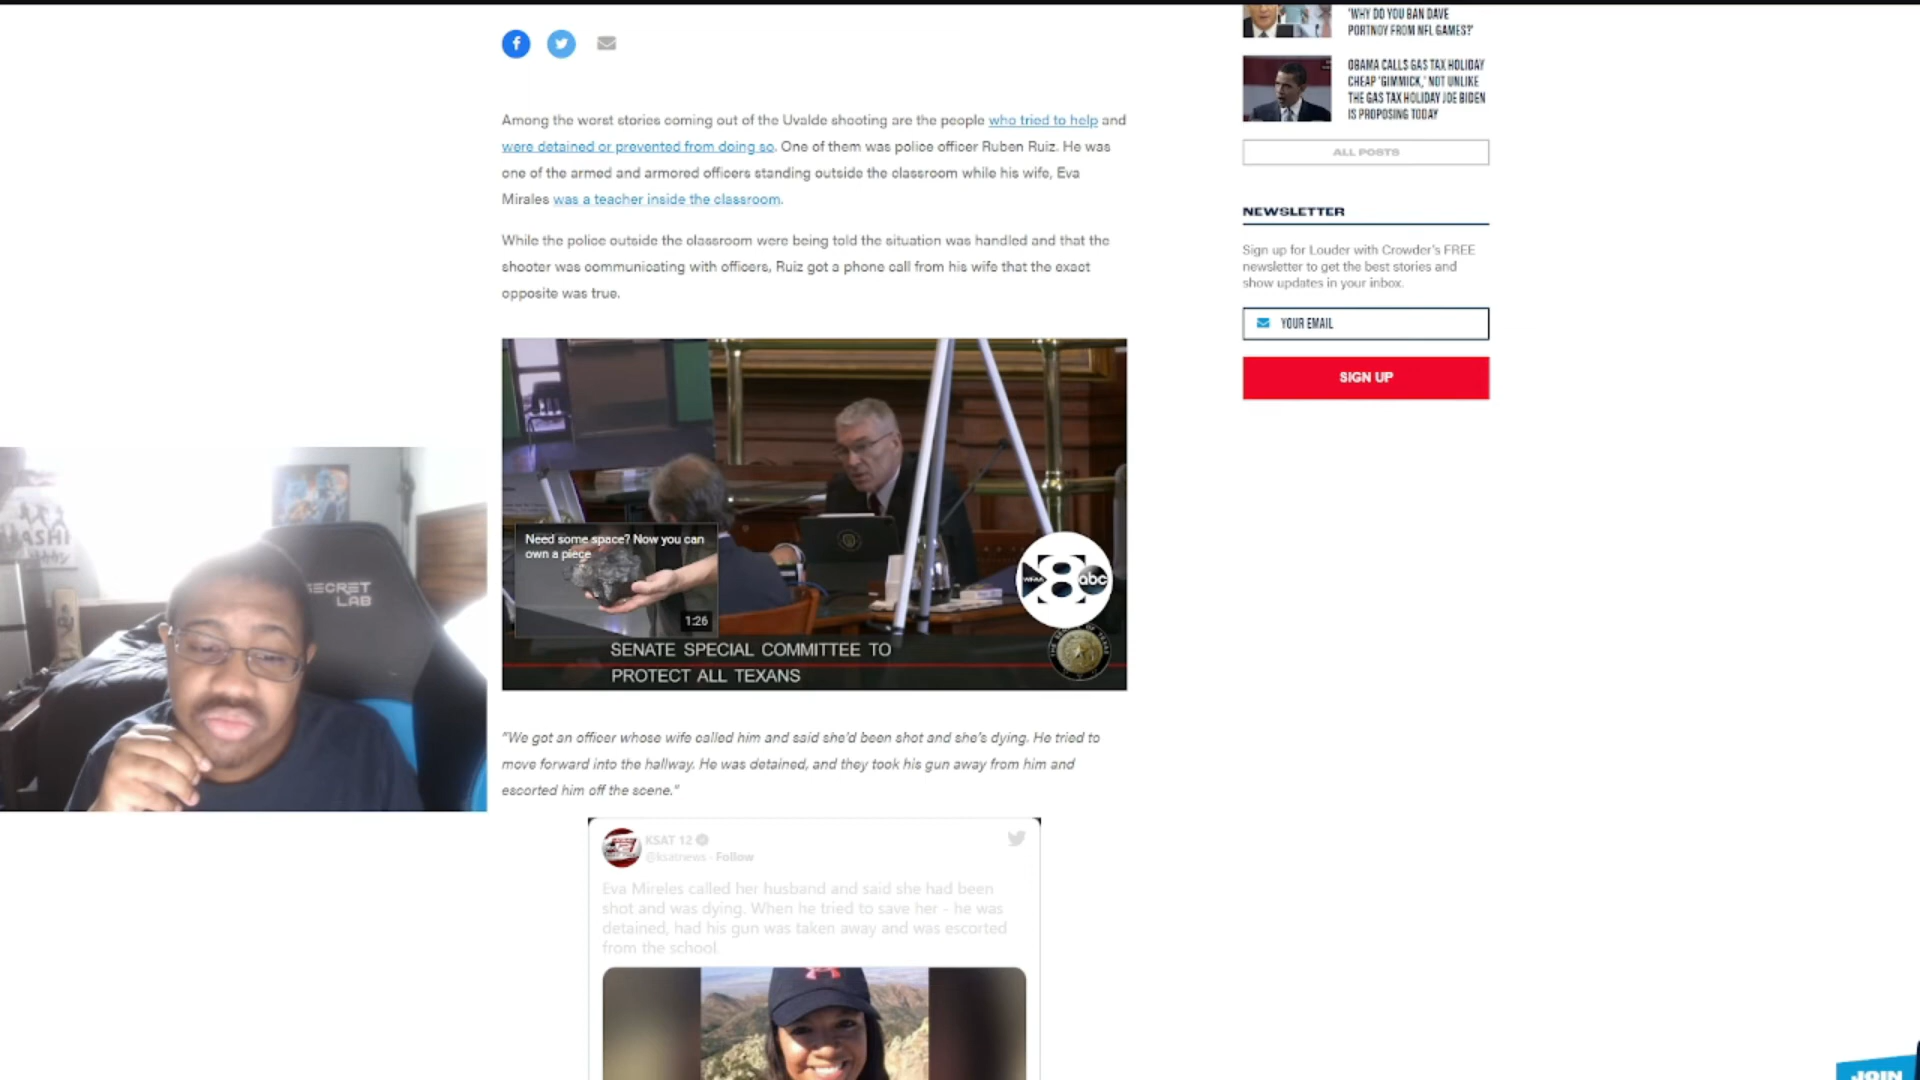 'WHY DO YOU BAN DAVE
PORTNOY FROM NFL GAMES?'
OBAMA CALLS GAS TAX HOLIDAY
CHEAP 'GIMMICK,' NOT UNLIKE
THE GAS TAX HOLIDAY JOE BIDEN
IS PROPOSING TODAY
ALL POSTS
Among the worst stories coming out of the Uvalde shooting are the people who tried to help and
were detained or prevented from doing so. One of them was police officer Ruben Ruiz. He was
one of the armed and armored officers standing outside the classroom while his wife, Eva
Mirales was a teacher inside the classroom.
While the police outside the classroom were being told the situation was handled and that the
shooter was communicating with officers, Ruiz got a phone call from his wife that the exact
opposite was true.
NEWSLETTER
Sign up for Louder with Crowder's FREE
newsletter to get the best stories and
show updates in your inbox.
YOUR EMAIL
SIGN UP
Need some space? Now you can
own a piece
1:26
WFAA 8 abc
SENATE SPECIAL COMMITTEE TO
PROTECT ALL TEXANS
ASHI
SECRET
LAB
"We got an officer whose wife called him and said she'd been shot and she's dying. He tried to
move forward into the hallway. He was detained, and they took his gun away from him and
escorted him off the scene."
KSAT 12
@ksatnews · Follow
Eva Mireles called her husband and said she had been
shot and was dying. When he tried to save her - he was
detained, had his gun was taken away and was escorted
from the school.
JOIN